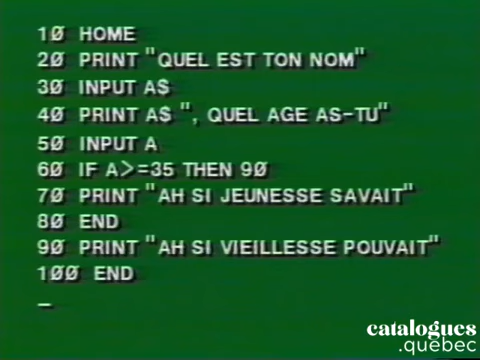 10 HOME
20 PRINT "QUEL EST TON NOM"
30 INPUT A$
40 PRINT A$ ", QUEL AGE AS-TU"
50 INPUT A
60 IF A>=35 THEN 90
70 PRINT "AH SI JEUNESSE SAVAIT"
80 END
90 PRINT "AH SI VIEILLESSE POUVAIT"
100 END
_
catalogues
.québec